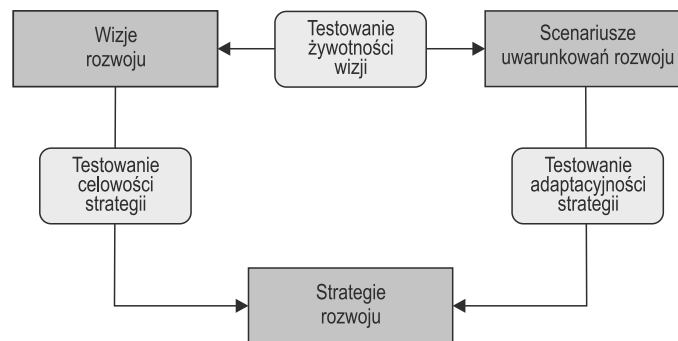 Wizje
rozwoju
Testowanie
żywotności
wizji
Scenariusze
uwarunkowań rozwoju
Testowanie
celowości
strategii
Testowanie
adaptacyjności
strategii
Strategie
rozwoju